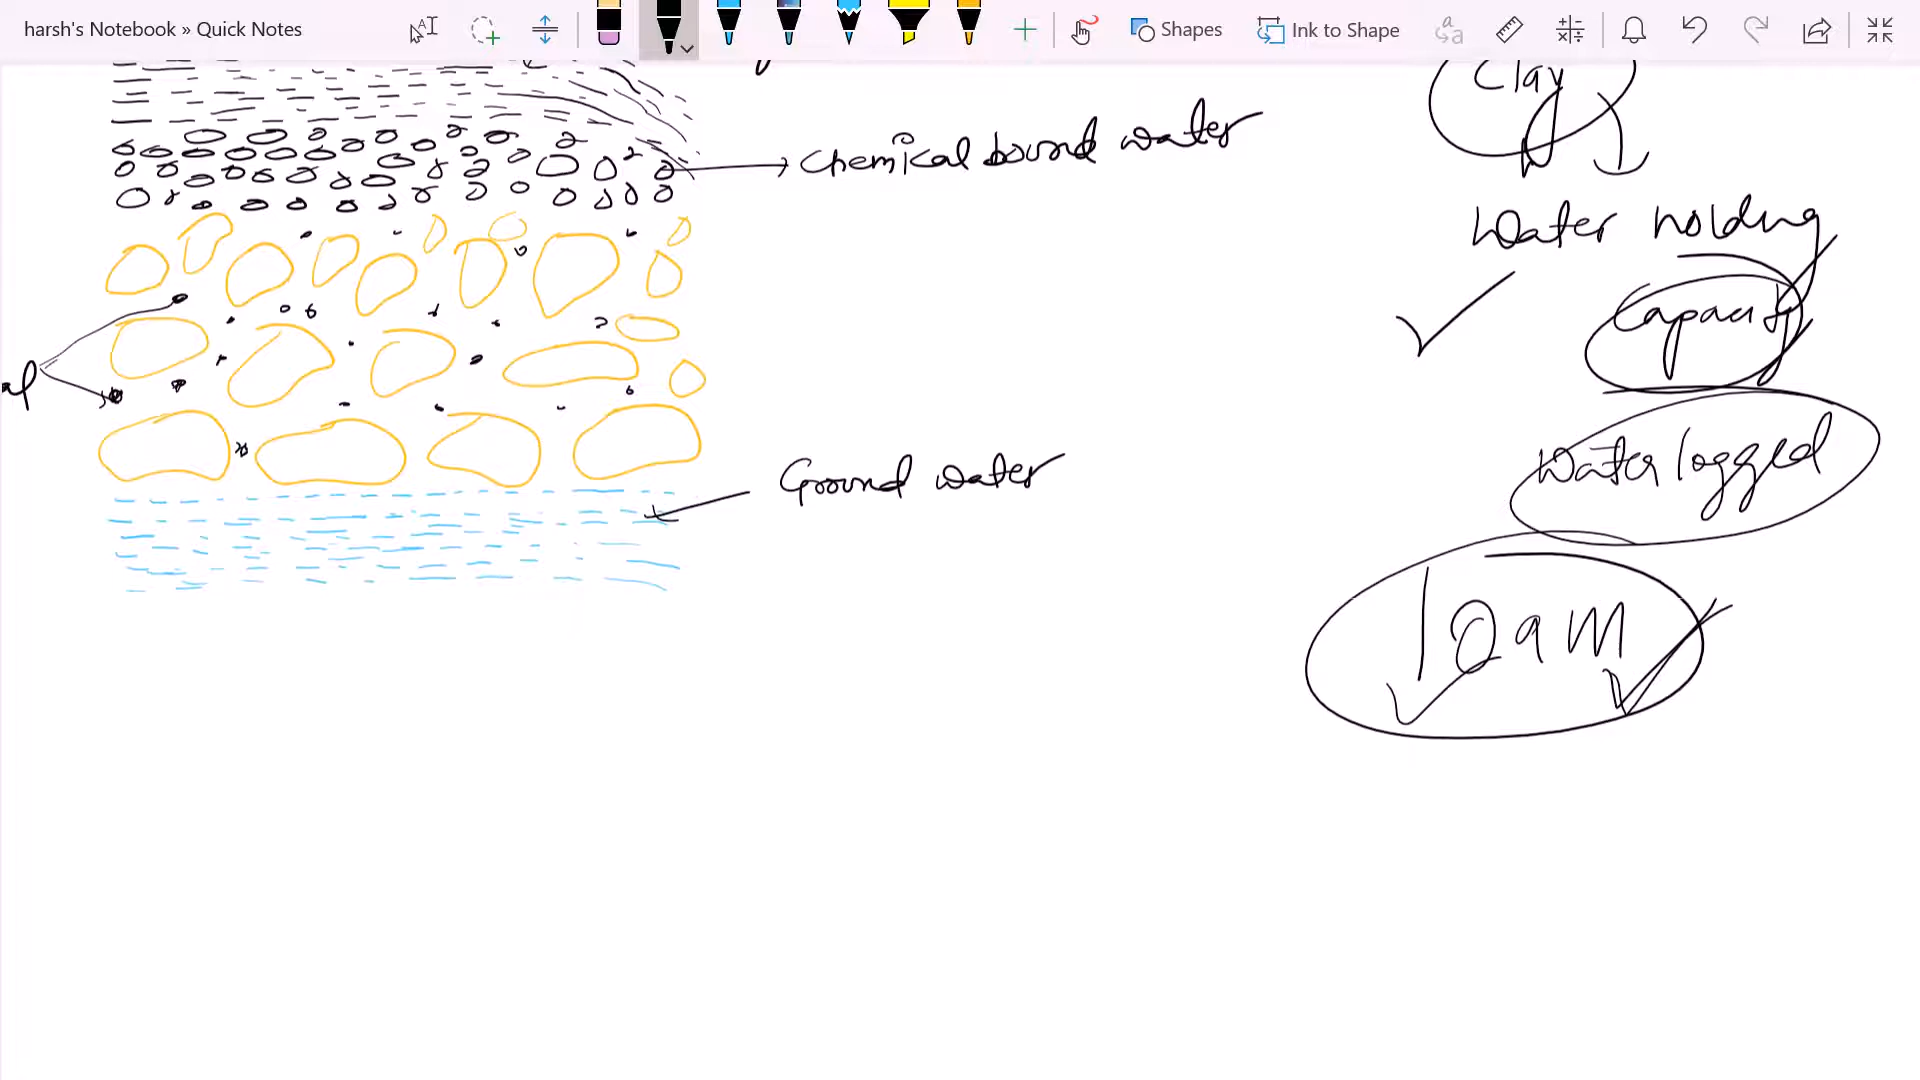 harsh's Notebook » Quick Notes
Shapes
Ink to Shape
Clay
Chemical bound water
Water holding
Capacity
Ground water
Water logged
loam